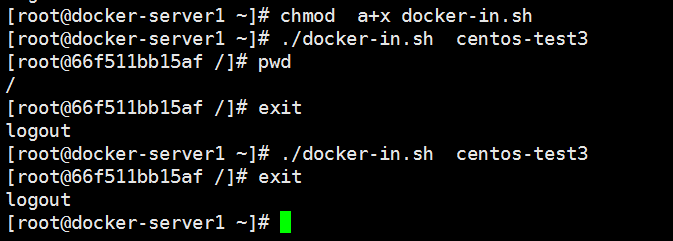 [root@docker-server1 ~]# chmod  a+x docker-in.sh
[root@docker-server1 ~]# ./docker-in.sh  centos-test3
[root@66f511bb15af /]# pwd
/
[root@66f511bb15af /]# exit
logout
[root@docker-server1 ~]# ./docker-in.sh  centos-test3
[root@66f511bb15af /]# exit
logout
[root@docker-server1 ~]#